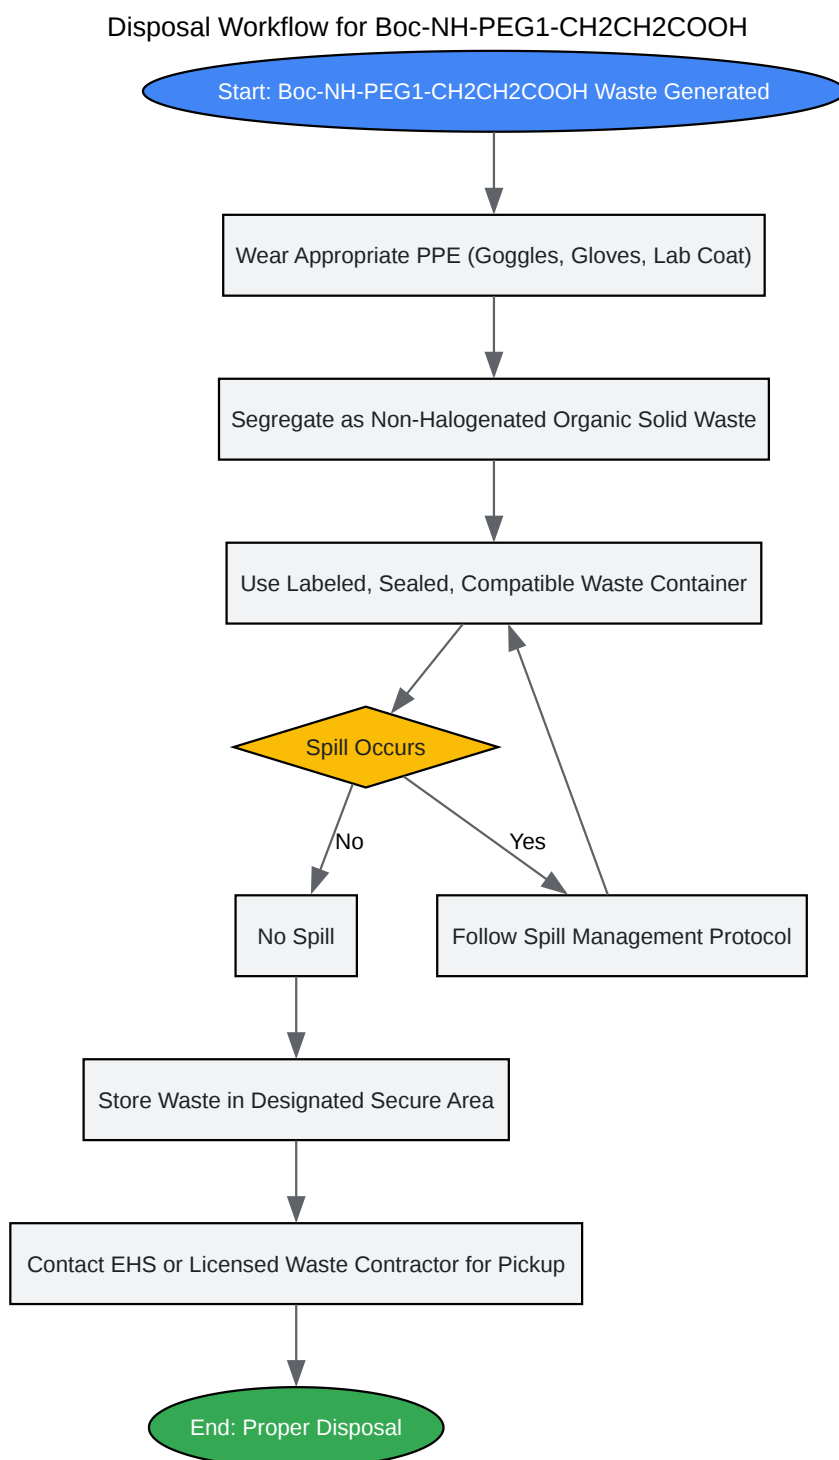 Disposal Workflow for Boc-NH-PEG1-CH2CH2COOH
Start: Boc-NH-PEG1-CH2CH2COOH Waste Generated
Wear Appropriate PPE (Goggles, Gloves, Lab Coat)
Segregate as Non-Halogenated Organic Solid Waste
Use Labeled, Sealed, Compatible Waste Container
Spill Occurs
No
Yes
No Spill
Follow Spill Management Protocol
Store Waste in Designated Secure Area
Contact EHS or Licensed Waste Contractor for Pickup
End: Proper Disposal